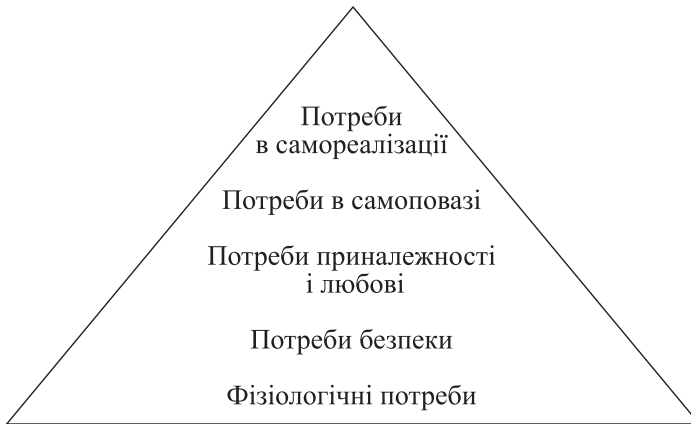 Потреби
в самореалізації
Потреби в самоповазі
Потреби приналежності
і любові
Потреби безпеки
Фізіологічні потреби